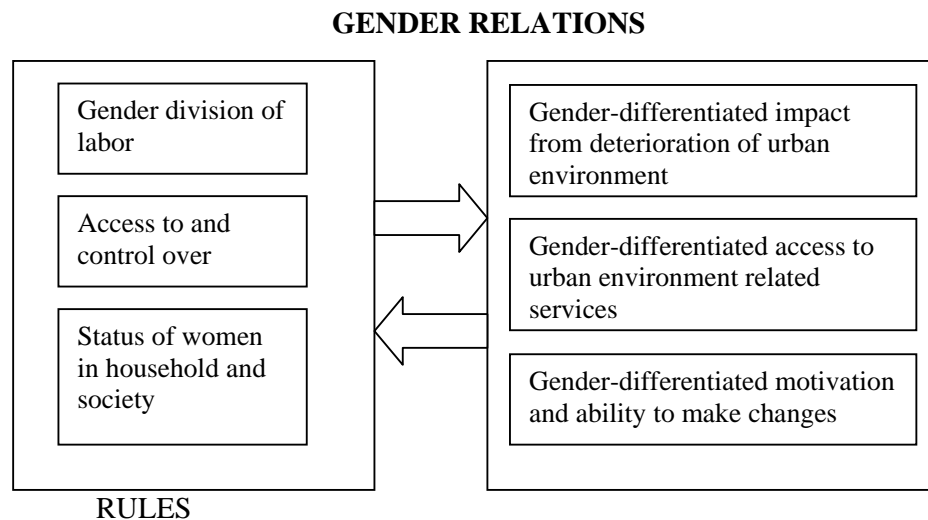 GENDER RELATIONS
Gender division of
labor
Access to and
control over
Status of women
in household and
society
RULES
Gender-differentiated impact
from deterioration of urban
environment
Gender-differentiated access to
urban environment related
services
Gender-differentiated motivation
and ability to make changes